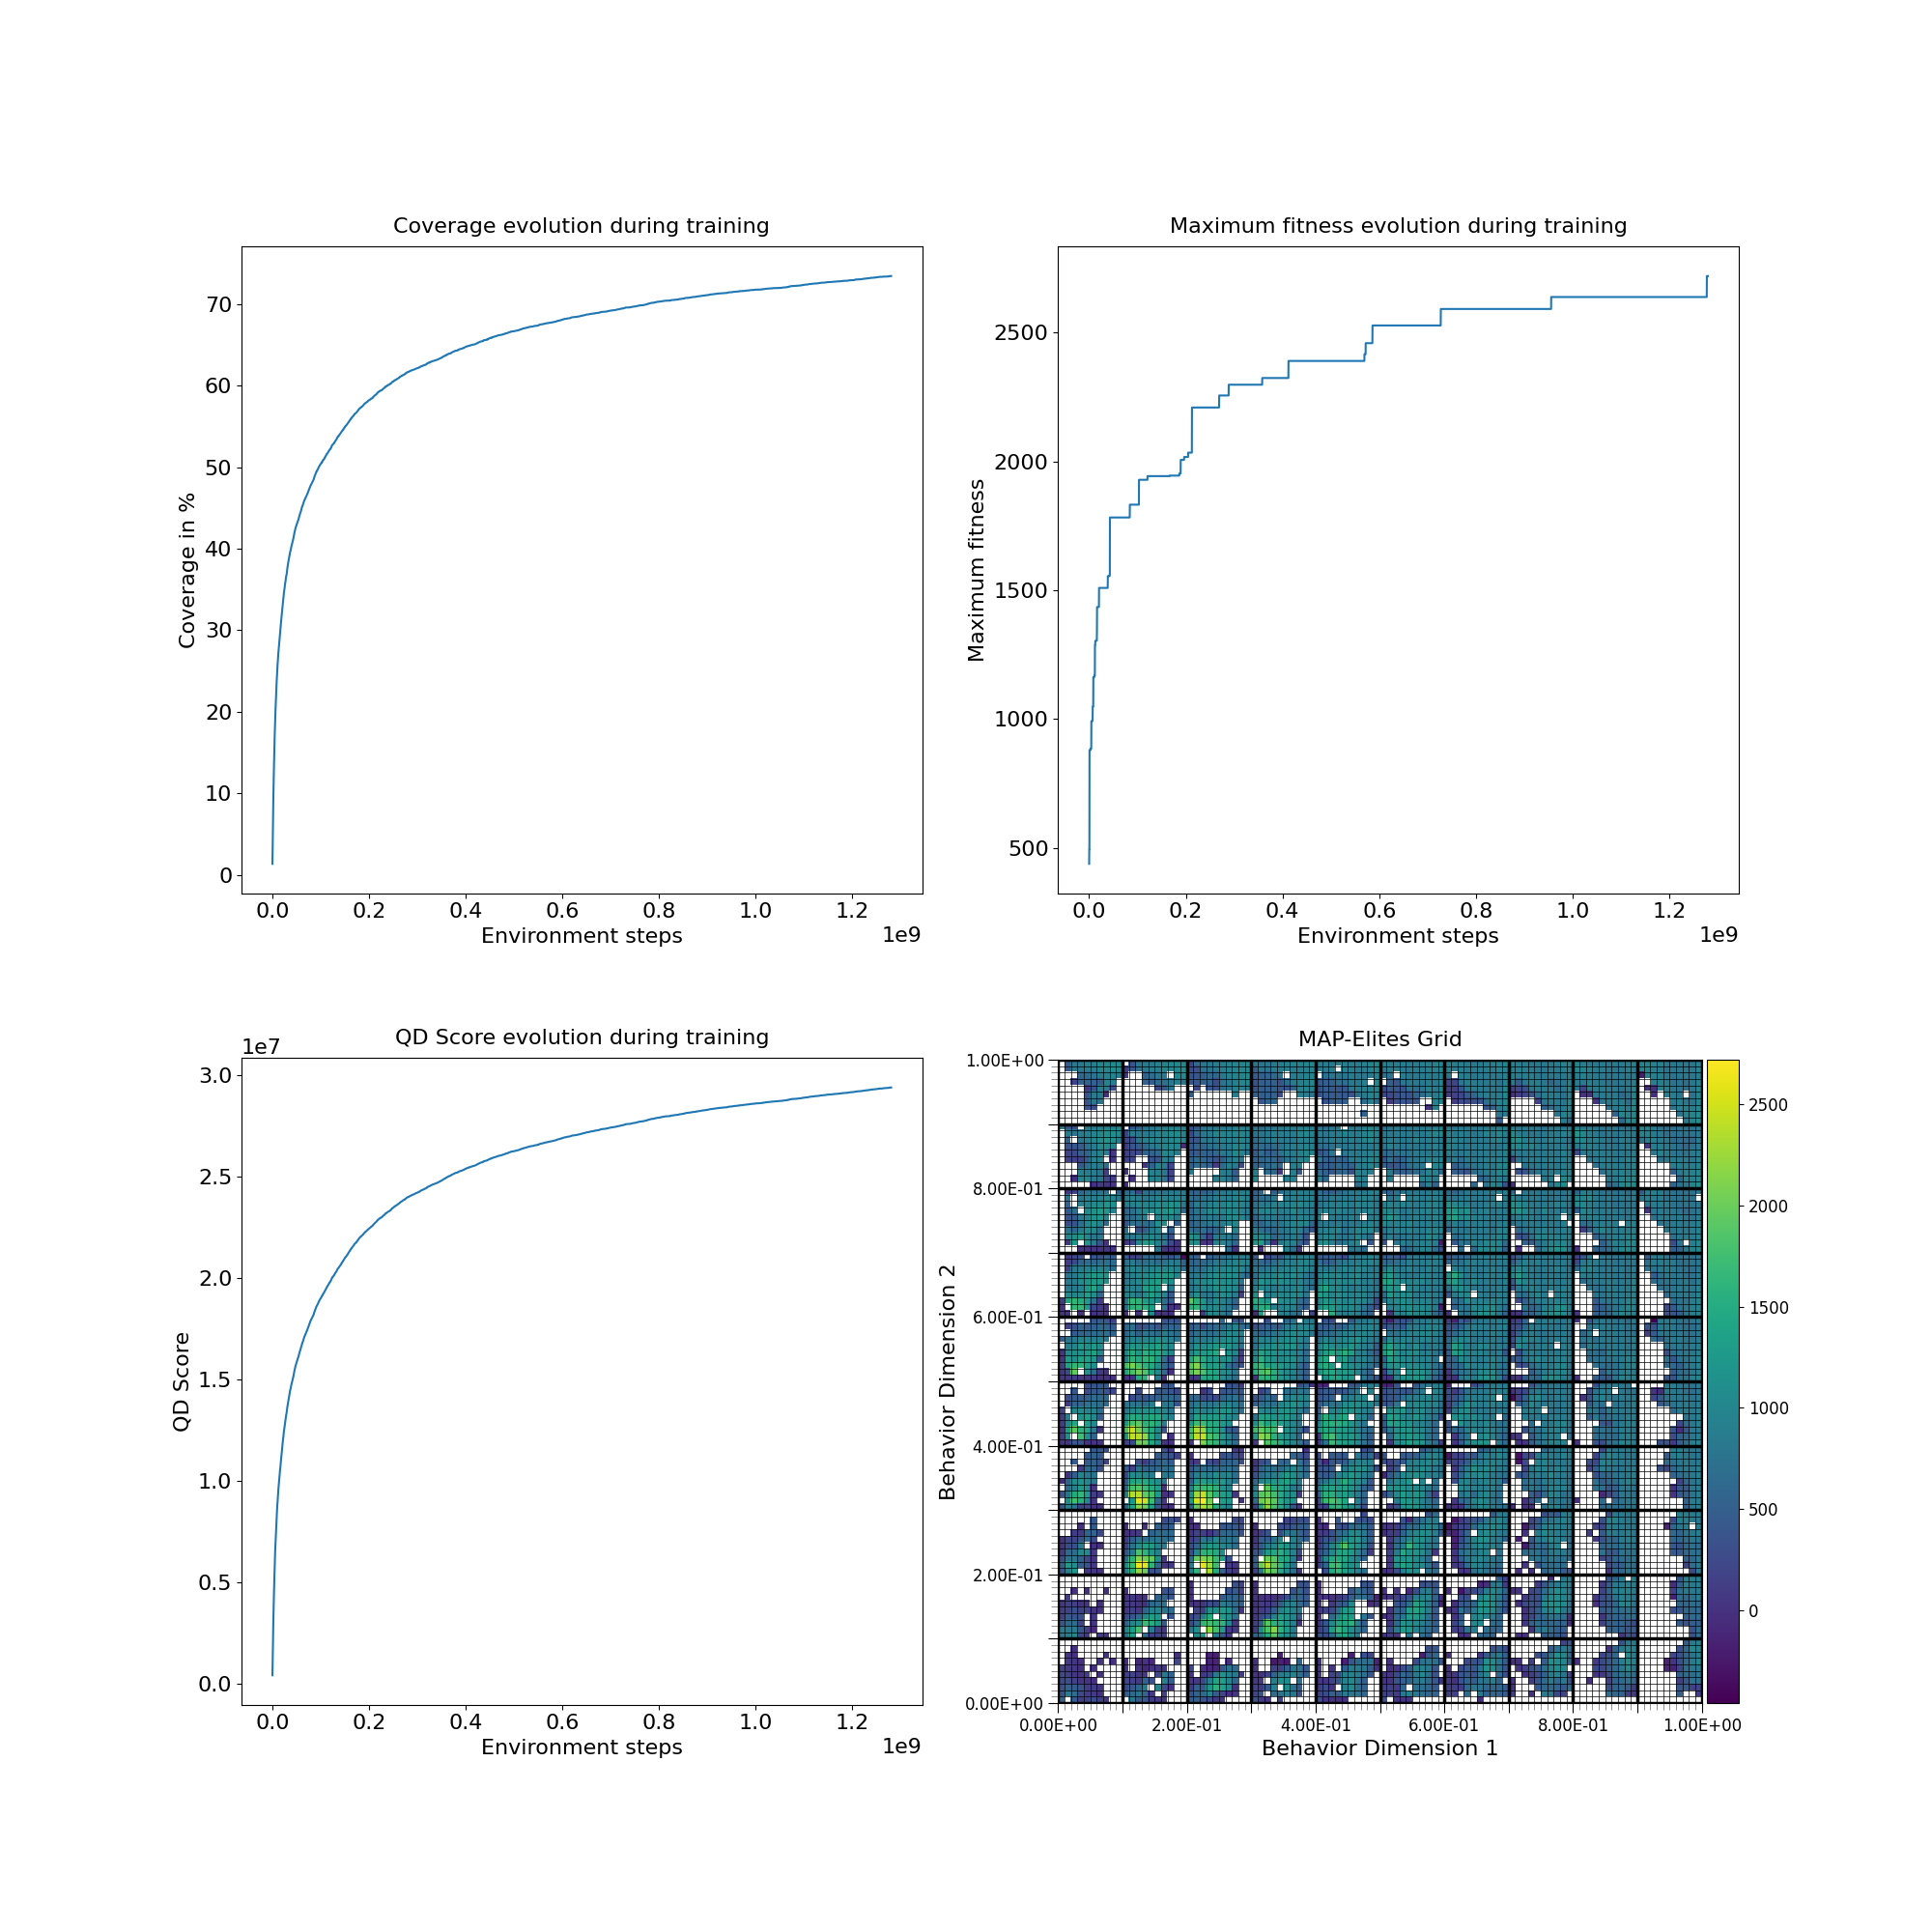 Coverage evolution during training
70
60
50
40
30
20
10
0
Coverage in %
0.0 0.2 0.4 0.6 0.8 1.0 1.2
Environment steps
1e9
Maximum fitness evolution during training
2500
2000
1500
1000
500
Maximum fitness
0.0 0.2 0.4 0.6 0.8 1.0 1.2
Environment steps
1e9
QD Score evolution during training
1e7
3.0
2.5
2.0
1.5
1.0
0.5
0.0
QD Score
0.0 0.2 0.4 0.6 0.8 1.0 1.2
Environment steps
1e9
MAP-Elites Grid
1.00E+00
8.00E-01
6.00E-01
4.00E-01
2.00E-01
0.00E+00
Behavior Dimension 2
0.00E+00 2.00E-01 4.00E-01 6.00E-01 8.00E-01 1.00E+00
Behavior Dimension 1
2500
2000
1500
1000
500
0